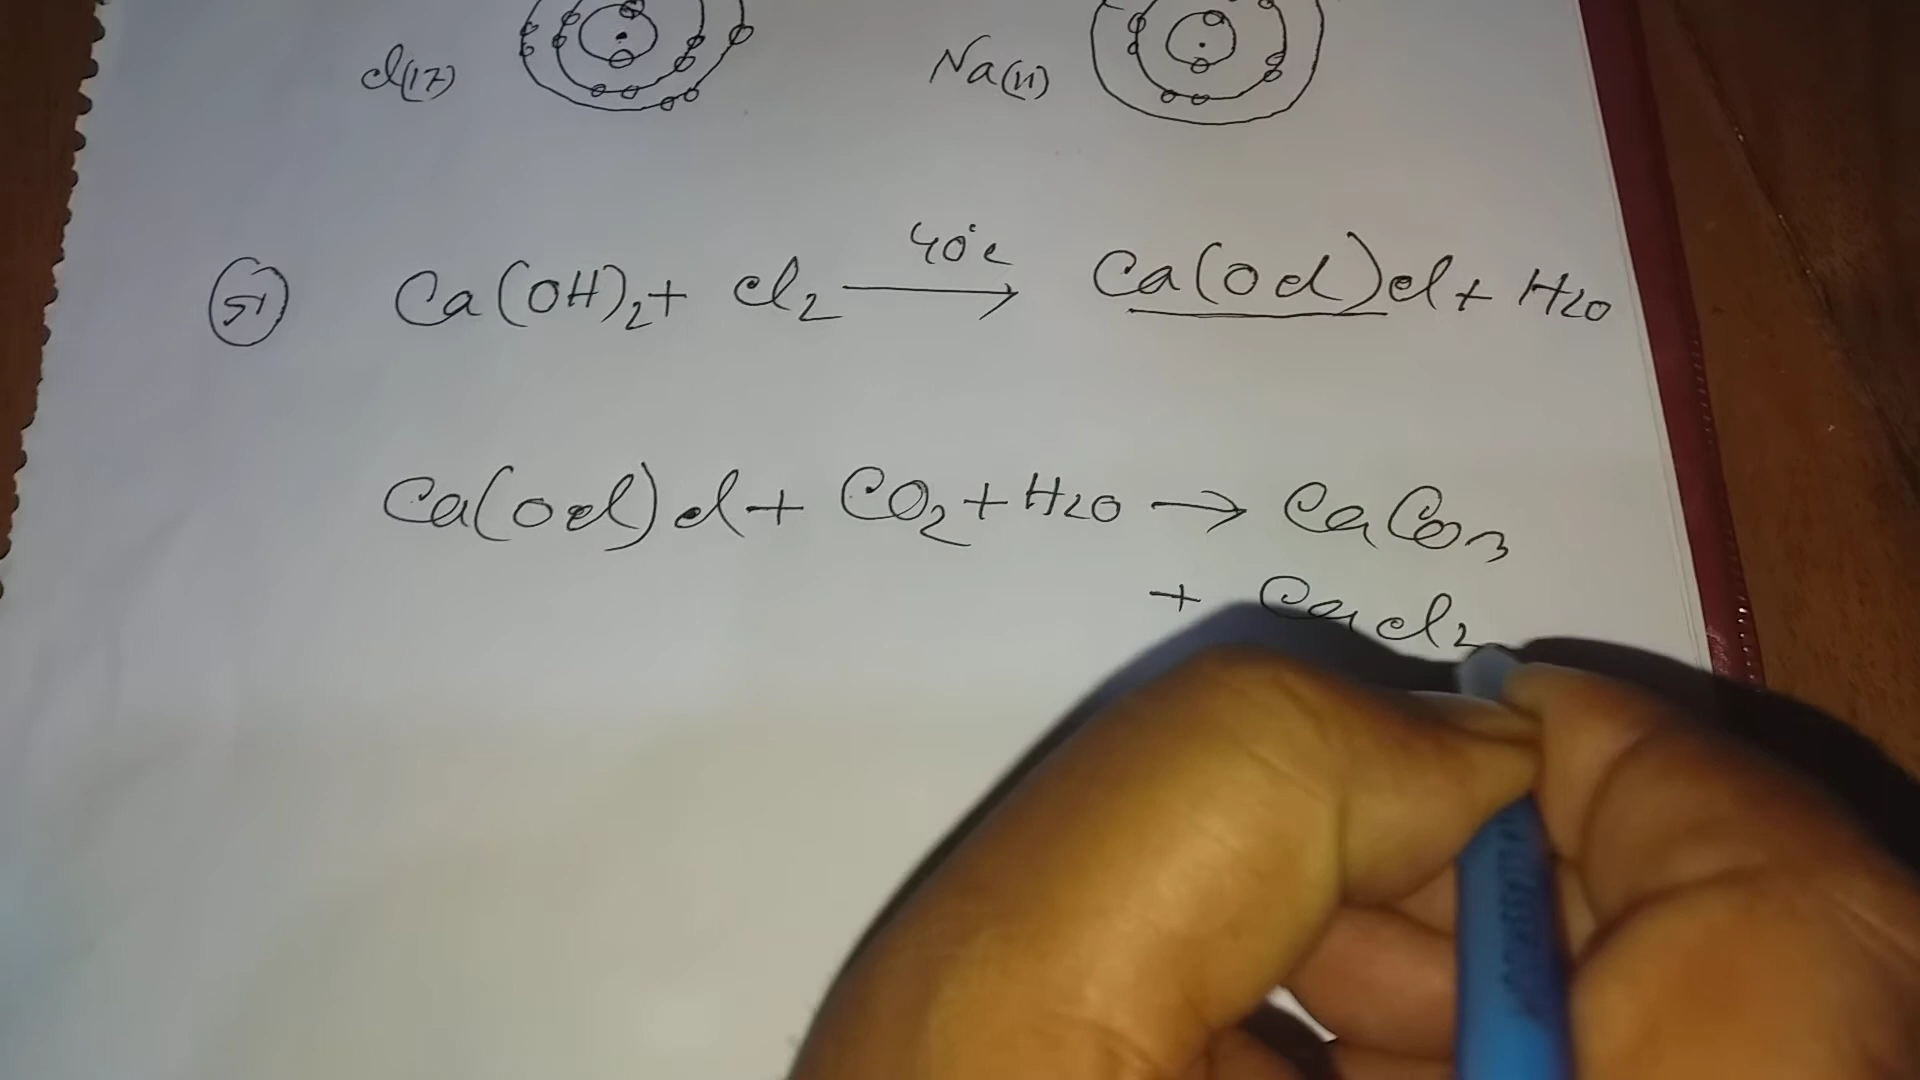 Cl(17) Na(11)
40°c
Ca(OH)2 + Cl2 → Ca(OCl)Cl + H2O
Ca(OCl)Cl + CO2 + H2O → CaCO3
+ CaCl2